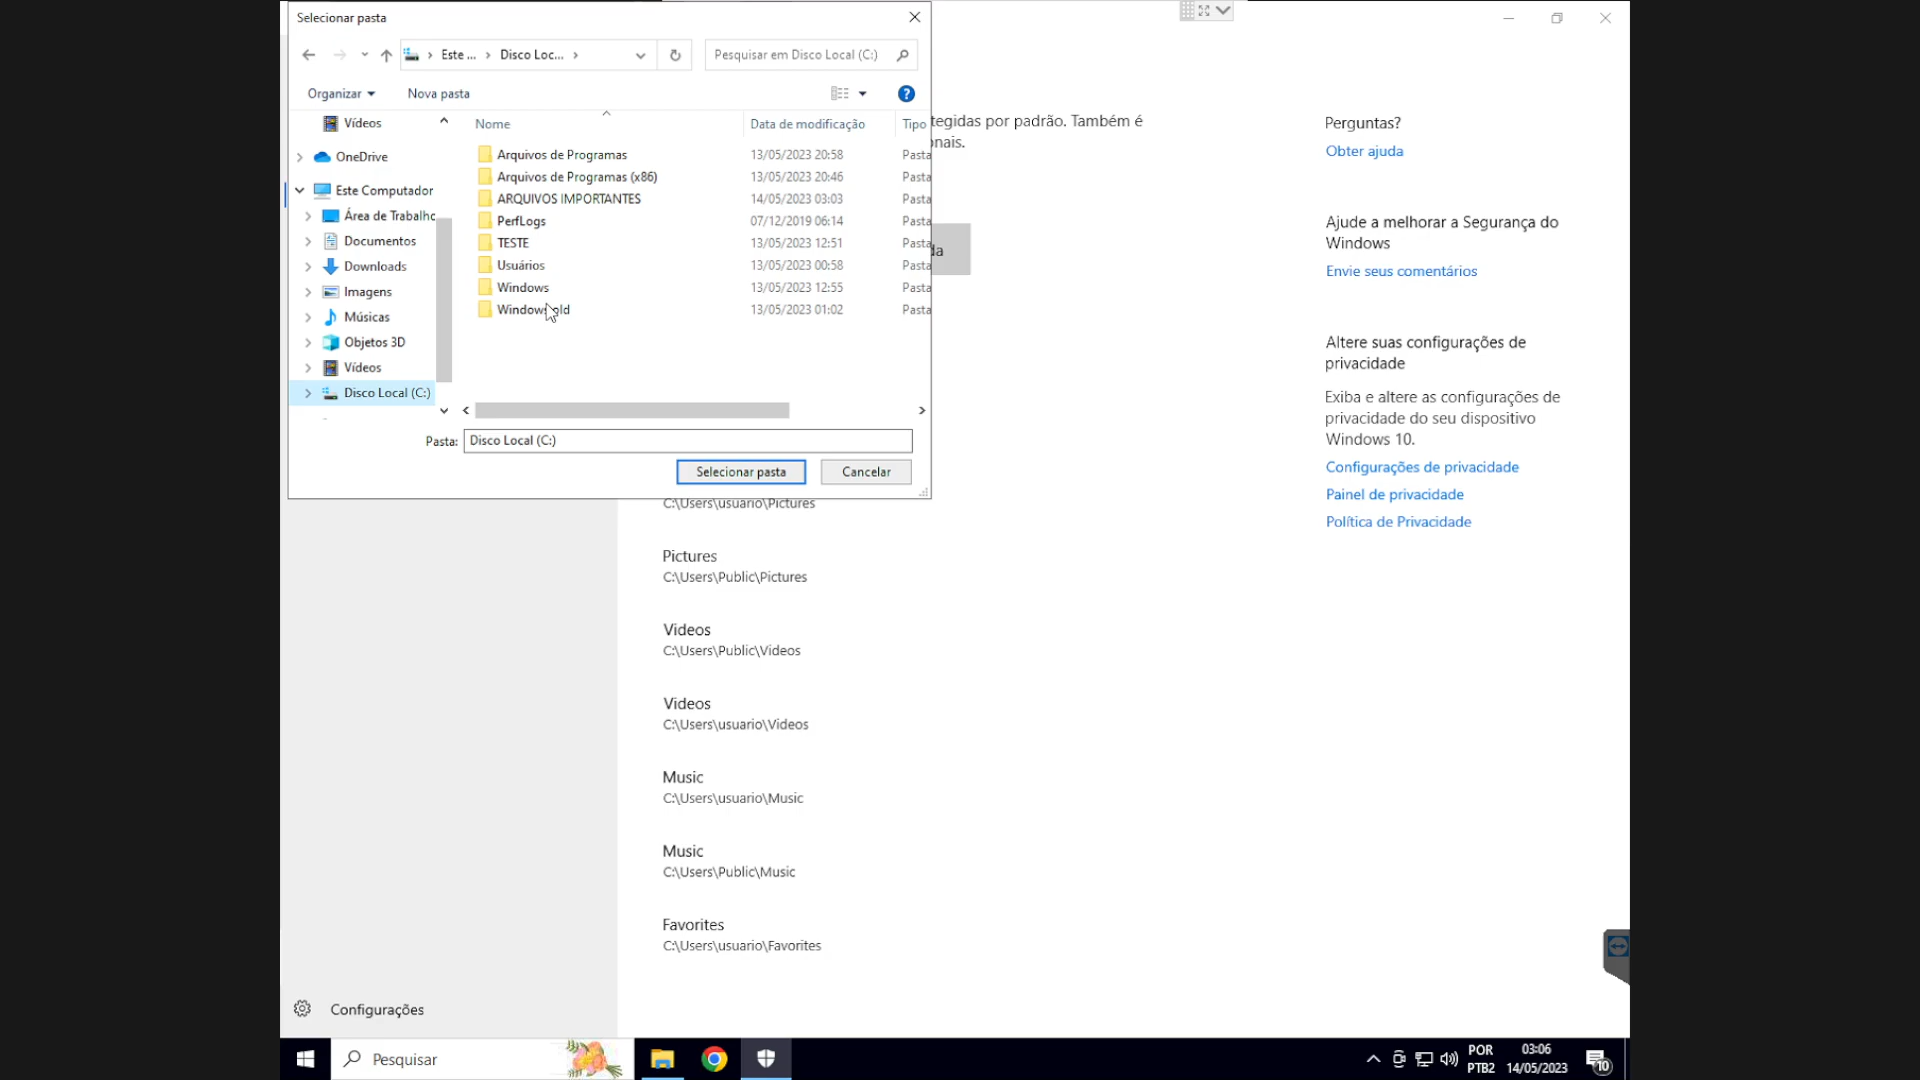 Selecionar pasta
Este ... Disco Loc...
Pesquisar em Disco Local (C:)
Organizar
Nova pasta
Vídeos
OneDrive
Este Computador
Área de Trabalho
Documentos
Downloads
Imagens
Músicas
Objetos 3D
Vídeos
Disco Local (C:)
Nome Data de modificação Tipo
Arquivos de Programas 13/05/2023 20:58 Pasta
Arquivos de Programas (x86) 13/05/2023 20:46 Pasta
ARQUIVOS IMPORTANTES 14/05/2023 03:03 Pasta
PerfLogs 07/12/2019 06:14 Pasta
TESTE 13/05/2023 12:51 Pasta
Usuários 13/05/2023 00:58 Pasta
Windows 13/05/2023 12:55 Pasta
Windows.old 13/05/2023 01:02 Pasta
Pasta: Disco Local (C:)
Selecionar pasta
Cancelar
tegidas por padrão. Também é
onais.
da
C:\Users\usuario\Pictures
Pictures
C:\Users\Public\Pictures
Videos
C:\Users\Public\Videos
Videos
C:\Users\usuario\Videos
Music
C:\Users\usuario\Music
Music
C:\Users\Public\Music
Favorites
C:\Users\usuario\Favorites
Perguntas?
Obter ajuda
Ajude a melhorar a Segurança do
Windows
Envie seus comentários
Altere suas configurações de
privacidade
Exiba e altere as configurações de
privacidade do seu dispositivo
Windows 10.
Configurações de privacidade
Painel de privacidade
Política de Privacidade
Configurações
Pesquisar
POR
PTB2
03:06
14/05/2023
10